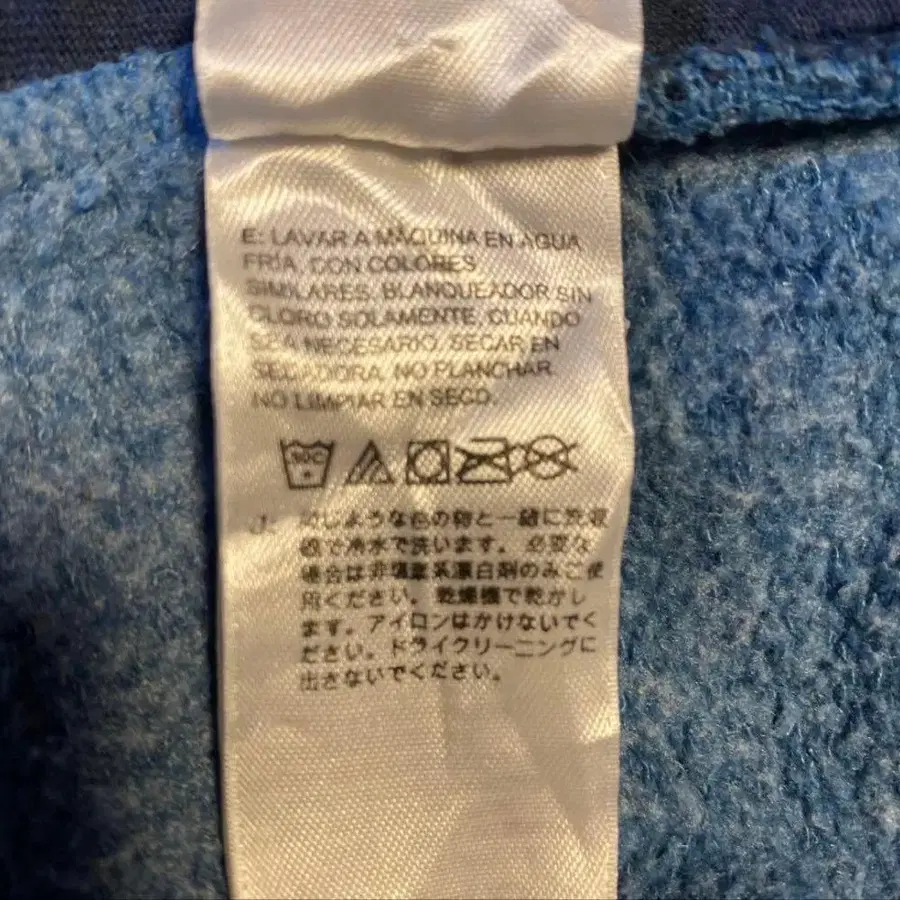 E: LAVAR A MÁQUINA EN AGUA
FRÍA, CON COLORES
SIMILARES. BLANQUEADOR SIN
CLORO SOLAMENTE, CUANDO
SEA NECESARIO. SECAR EN
SECADORA. NO PLANCHAR.
NO LIMPIAR EN SECO.
30C
J: 同じような色の物と一緒に洗濯
機で冷水で洗います。必要な
場合は非塩素系漂白剤のみご使
用ください。乾燥機で乾かし
ます。アイロンはかけないでく
ださい。ドライクリーニングに
出さないでください。